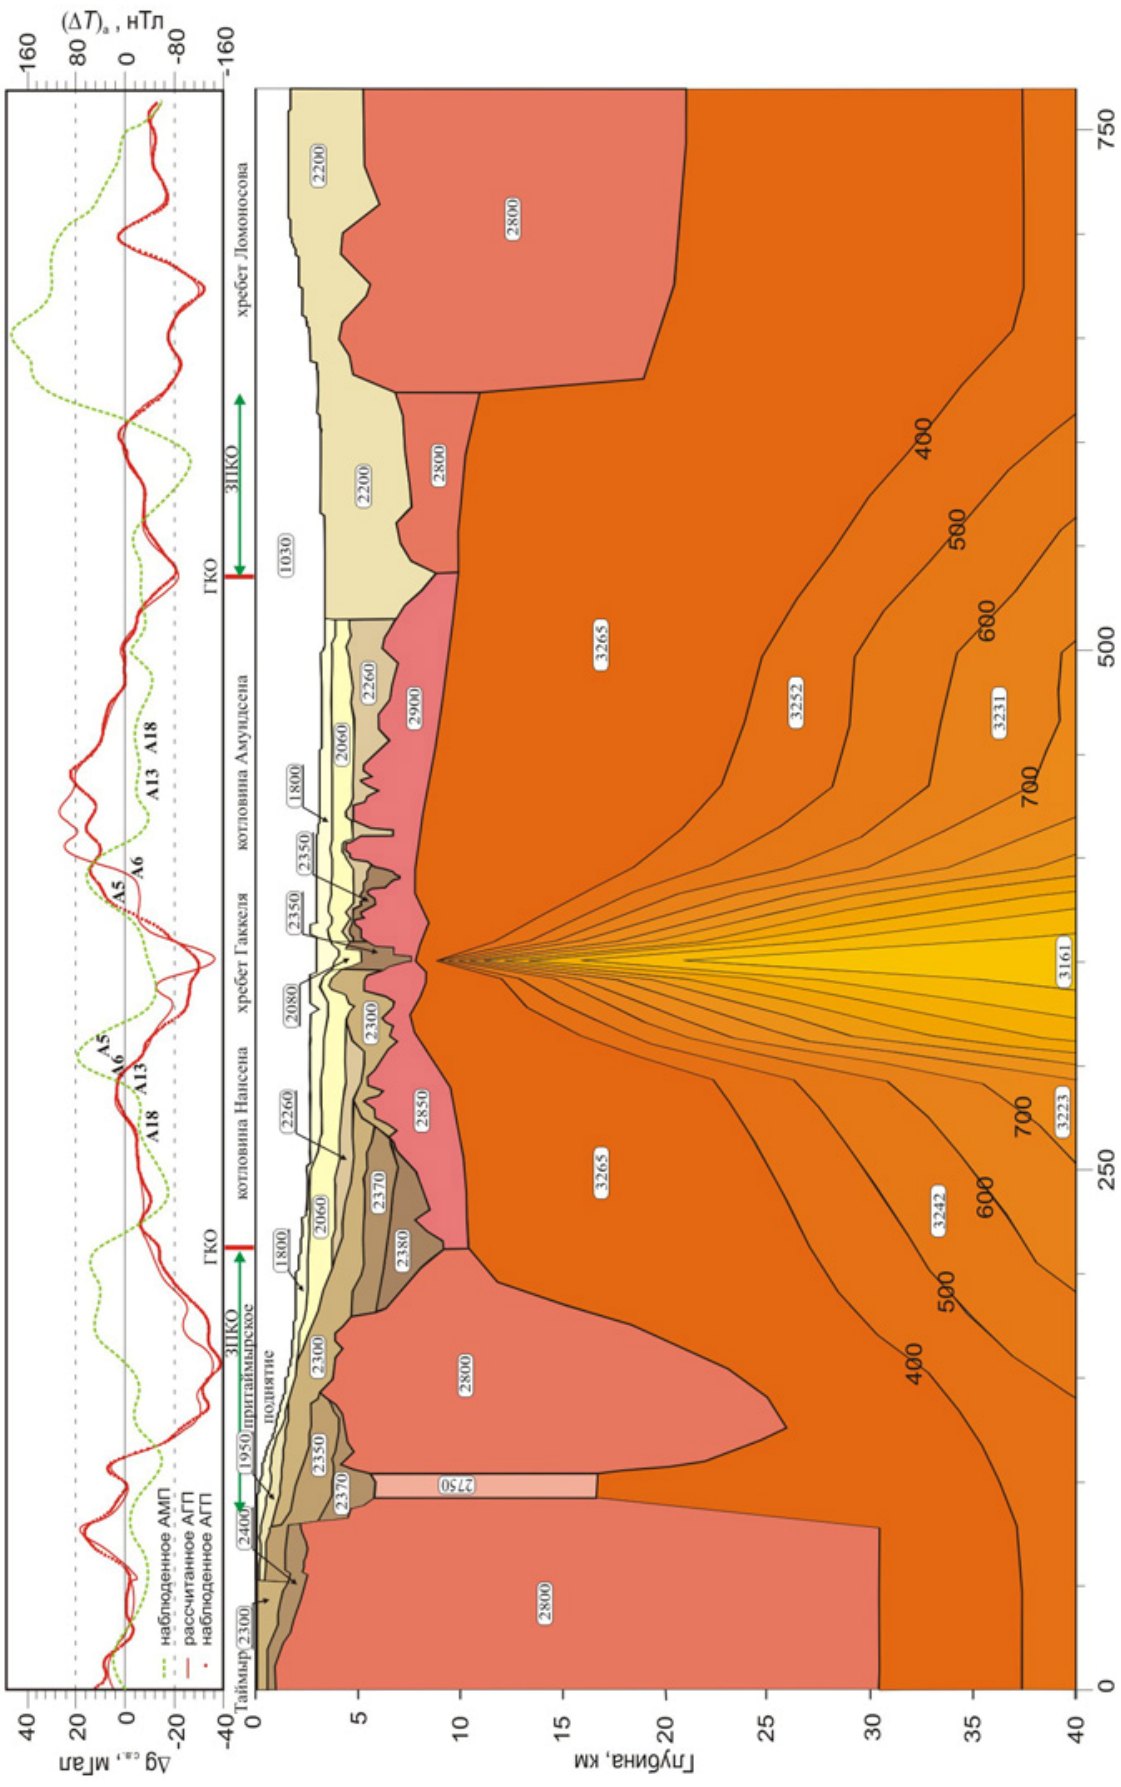 (ΔT)ₐ, нТл
160
80
0
-80
-160
Δg с.в., мГал
40
20
0
-20
-40
наблюденное АМП
рассчитанное АГП
наблюденное АГП
A18
A13
A6
A5
A5
A6
A13
A18
ГКО
ГКО
ЗПКО
ЗПКО
Таймыр
притаймырское
поднятие
котловина Нансена
хребет Гаккеля
котловина Амундсена
хребет Ломоносова
Глубина, км
0
5
10
15
20
25
30
35
40
2300
2400
1950
1800
2260
2080
2350
2350
1800
1030
2200
2200
2060
2060
2260
2300
2350
2370
2300
2370
2380
2800
2750
2800
2850
2900
2800
2800
3265
3265
3252
3231
3242
3223
3161
400
500
600
700
400
500
600
700
0
250
500
750